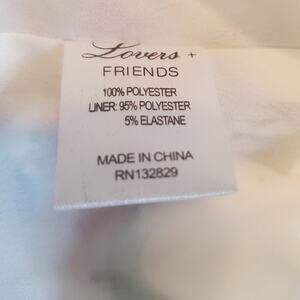 Lovers +
FRIENDS
100% POLYESTER
LINER: 95% POLYESTER
5% ELASTANE
MADE IN CHINA
RN132829